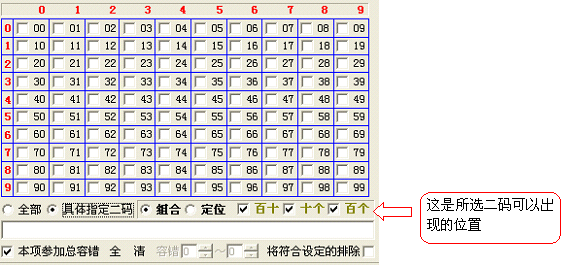 0 1 2 3 4 5 6 7 8 9
0 00 01 02 03 04 05 06 07 08 09
1 10 11 12 13 14 15 16 17 18 19
2 20 21 22 23 24 25 26 27 28 29
3 30 31 32 33 34 35 36 37 38 39
4 40 41 42 43 44 45 46 47 48 49
5 50 51 52 53 54 55 56 57 58 59
6 60 61 62 63 64 65 66 67 68 69
7 70 71 72 73 74 75 76 77 78 79
8 80 81 82 83 84 85 86 87 88 89
9 90 91 92 93 94 95 96 97 98 99
全部 具体指定二码 组合 定位 百十 十个 百个
这是所选二码可以出
现的位置
本项参加总容错 全 清 容错 0 ~ 0 将符合设定的排除